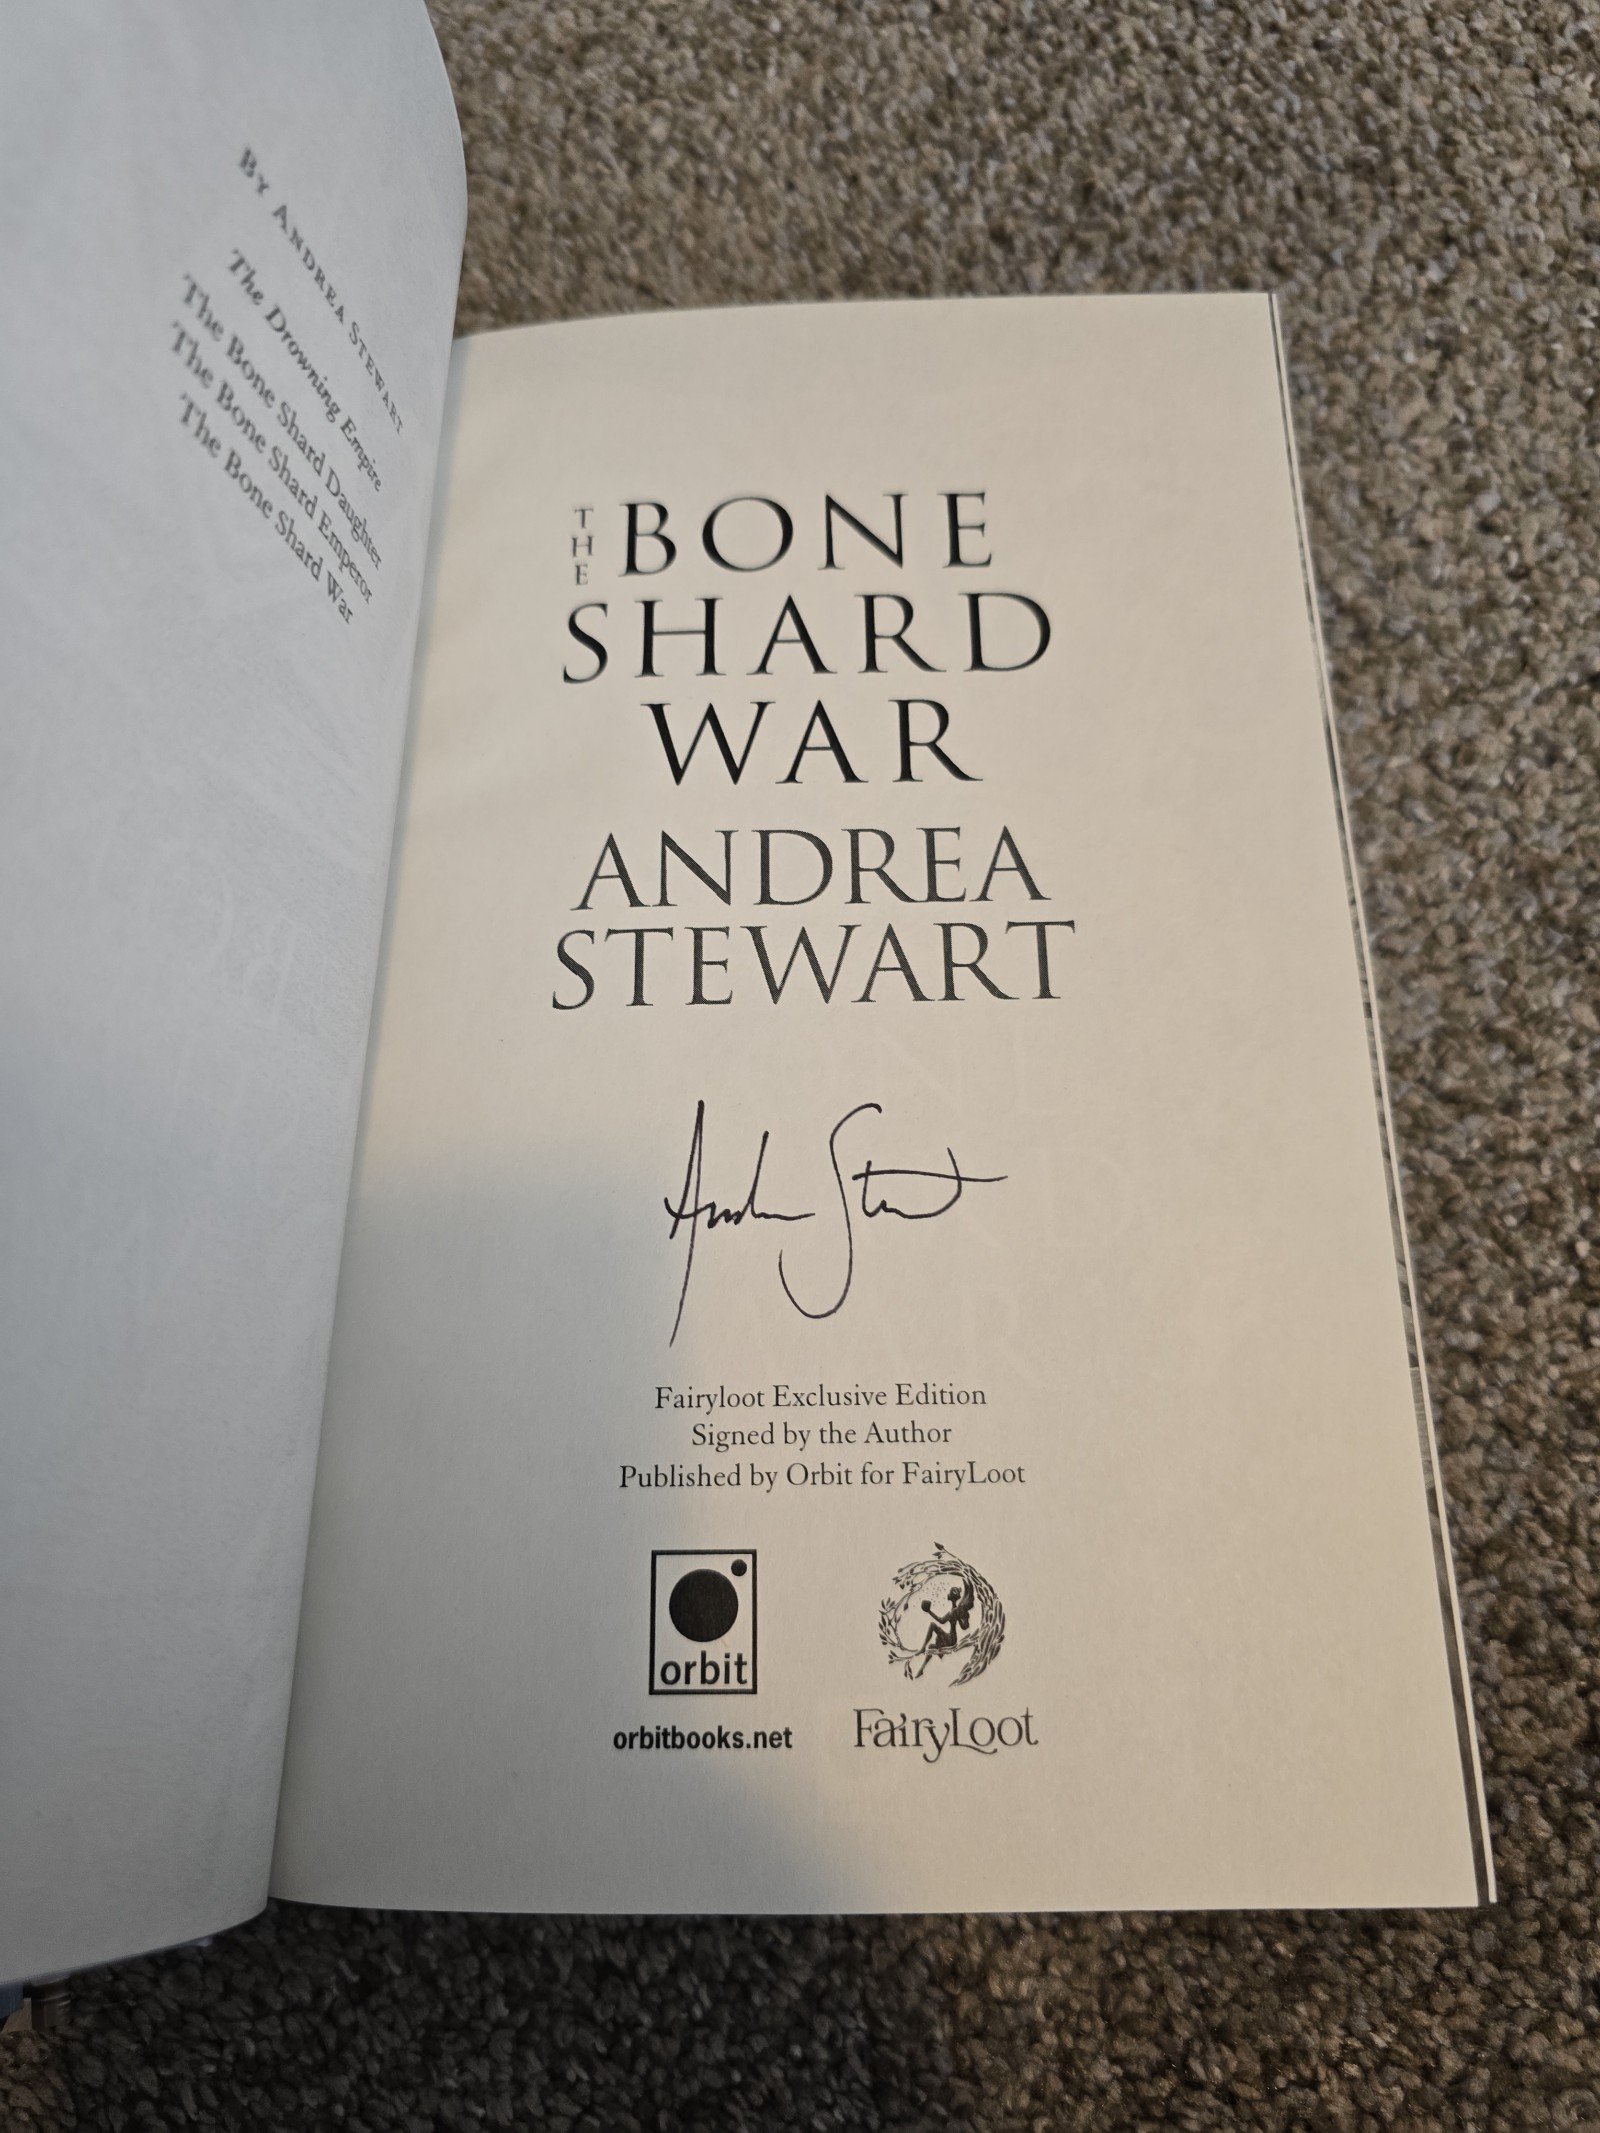 By Andrea Stewart
The Drowning Empire
The Bone Shard Daughter
The Bone Shard Emperor
The Bone Shard War
THE BONE
SHARD
WAR
ANDREA
STEWART
Andrea Stewart
Fairyloot Exclusive Edition
Signed by the Author
Published by Orbit for FairyLoot
orbit
orbitbooks.net
FairyLoot